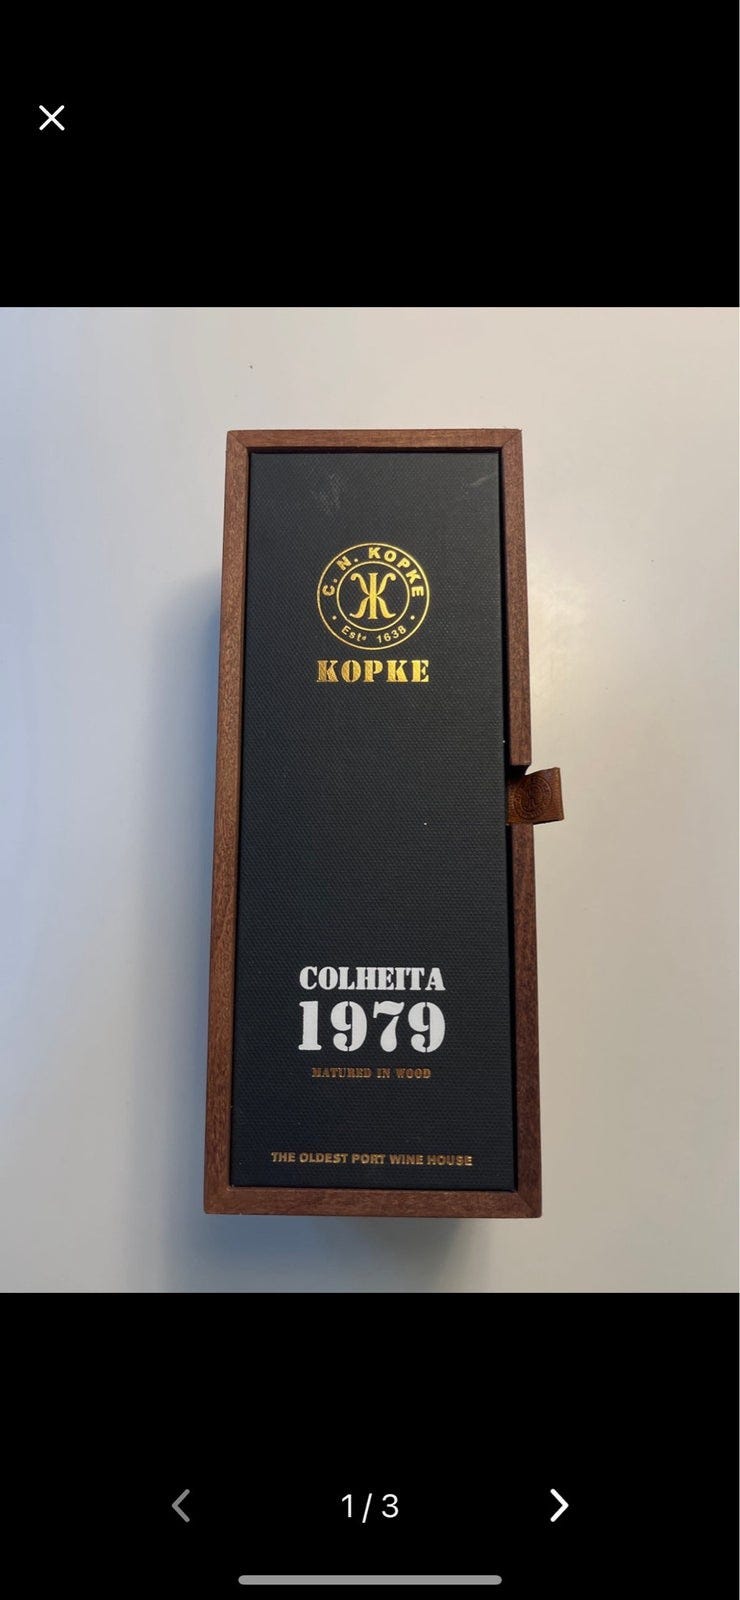 C. N. KOPKE
Estᵈ 1638
KOPKE
COLHEITA
1979
MATURED IN WOOD
THE OLDEST PORT WINE HOUSE
1 / 3